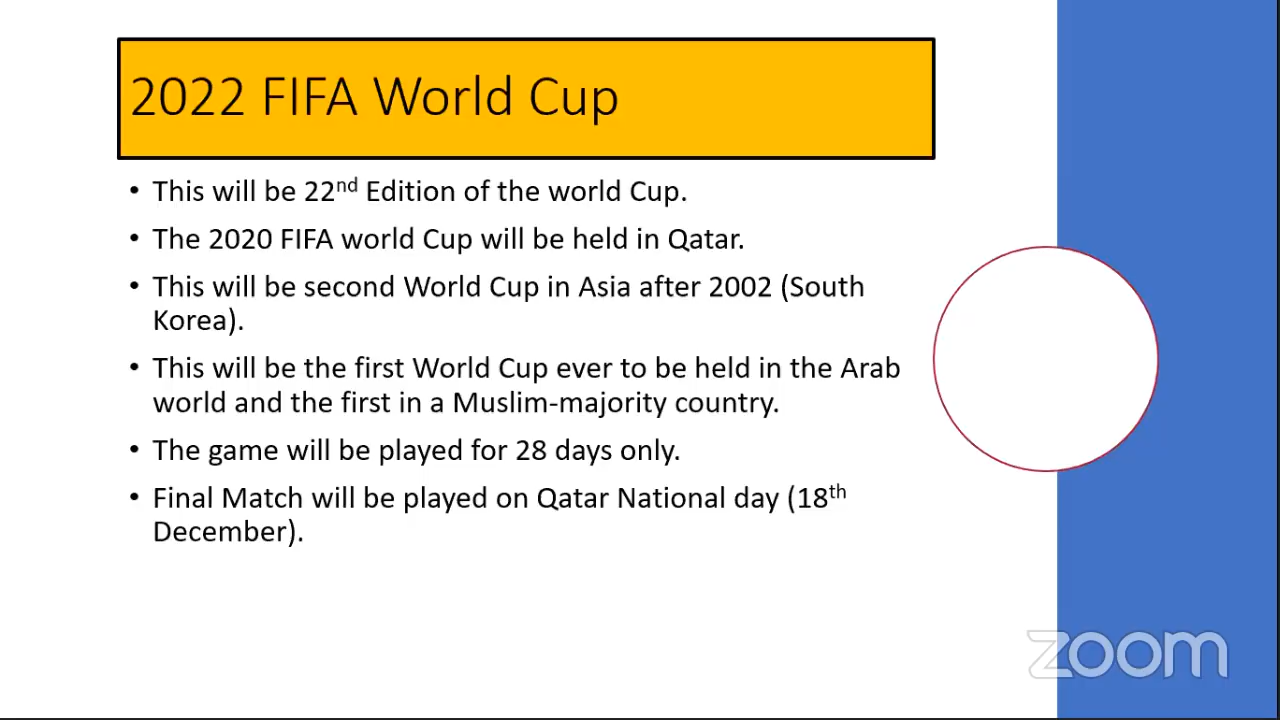 2022 FIFA World Cup
• This will be 22nd Edition of the world Cup.
• The 2020 FIFA world Cup will be held in Qatar.
• This will be second World Cup in Asia after 2002 (South
Korea).
• This will be the first World Cup ever to be held in the Arab
world and the first in a Muslim-majority country.
• The game will be played for 28 days only.
• Final Match will be played on Qatar National day (18th
December).
zoom